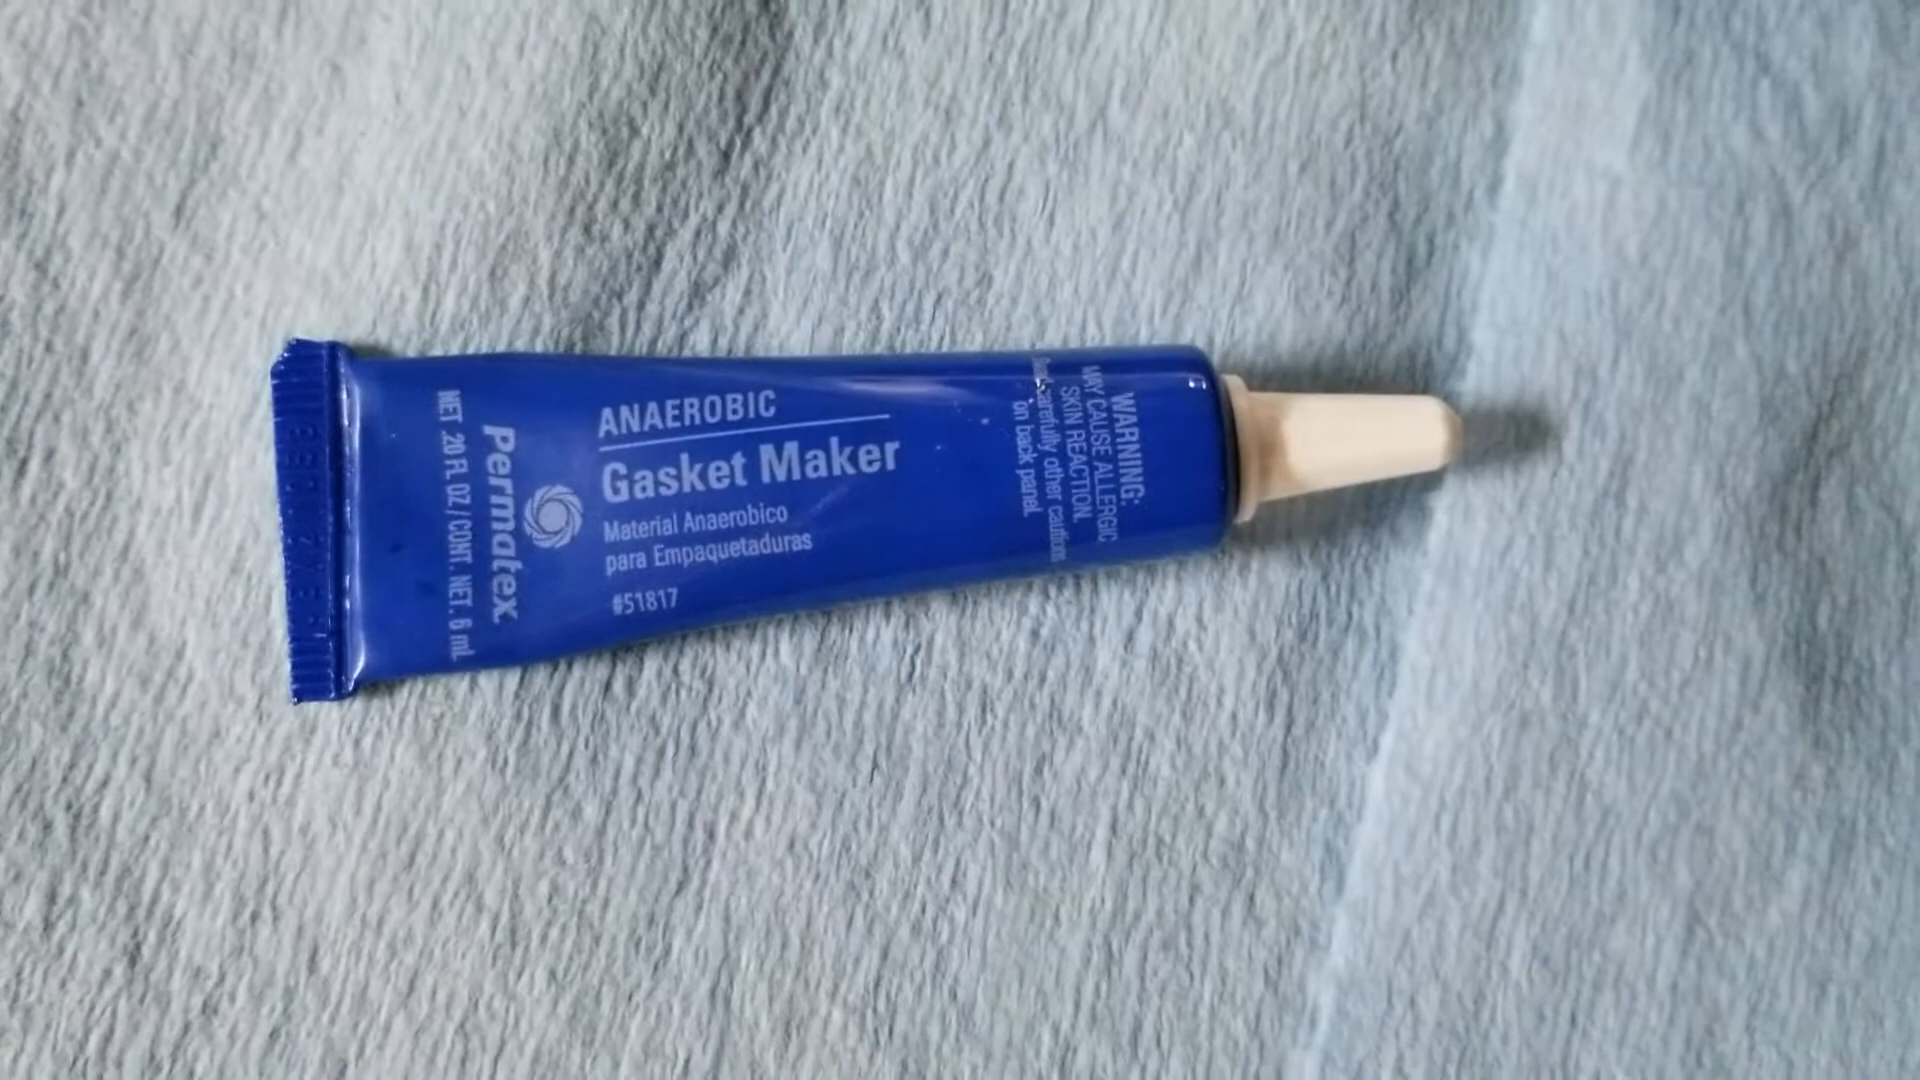 ANAEROBIC
Gasket Maker
Material Anaerobico
para Empaquetaduras
#51817
Permatex
NET .20 FL OZ / CONT. NET. 6 mL
WARNING:
MAY CAUSE ALLERGIC
SKIN REACTION.
Read carefully other cautions
on back panel.